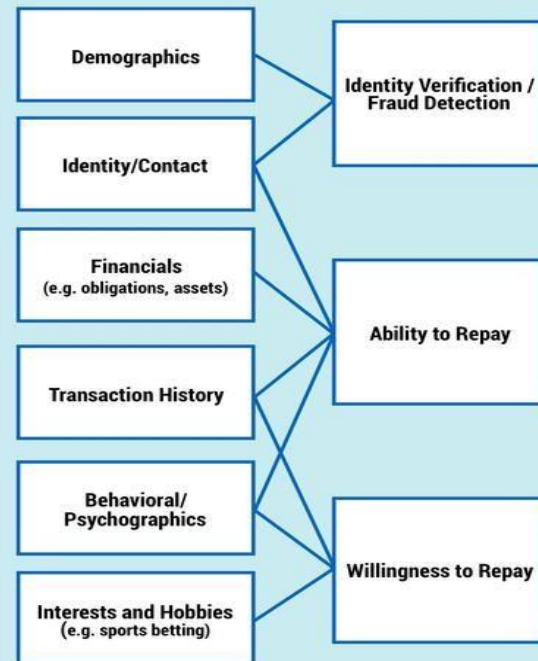 Demographics
Identity/Contact
Financials
(e.g. obligations, assets)
Transaction History
Behavioral/
Psychographics
Interests and Hobbies
(e.g. sports betting)
Identity Verification /
Fraud Detection
Ability to Repay
Willingness to Repay